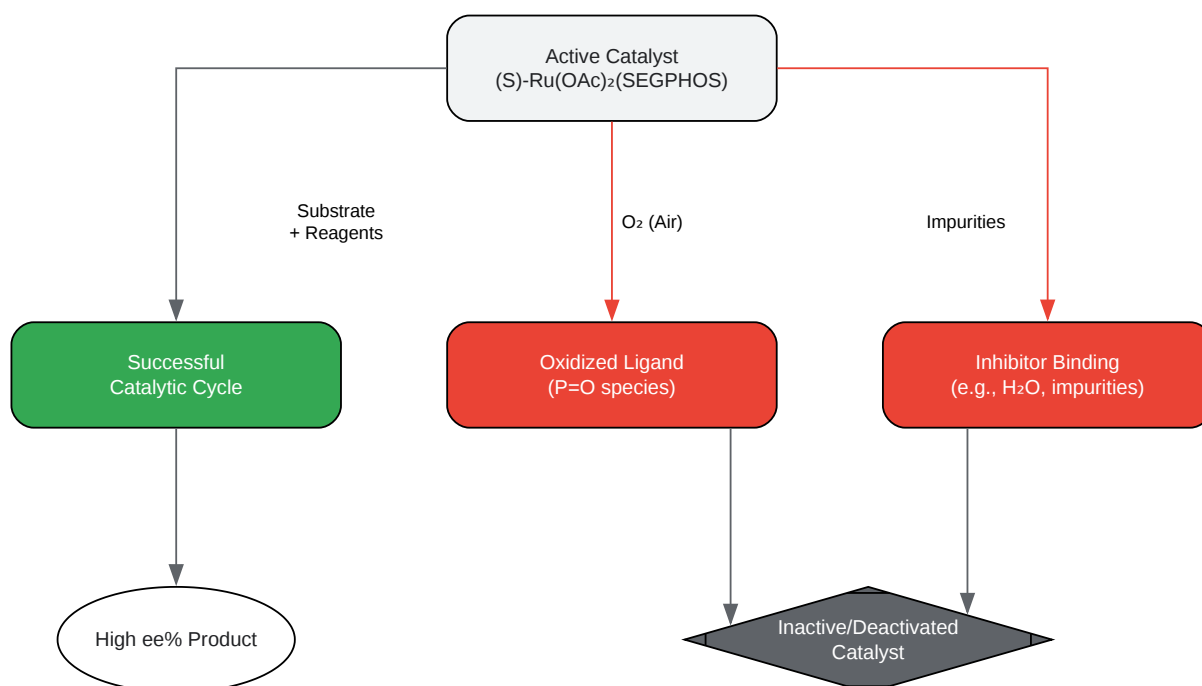 Active Catalyst
(S)-Ru(OAc)₂(SEGPHOS)
Substrate
+ Reagents
O₂ (Air)
Impurities
Successful
Catalytic Cycle
Oxidized Ligand
(P=O species)
Inhibitor Binding
(e.g., H₂O, impurities)
High ee% Product
Inactive/Deactivated
Catalyst